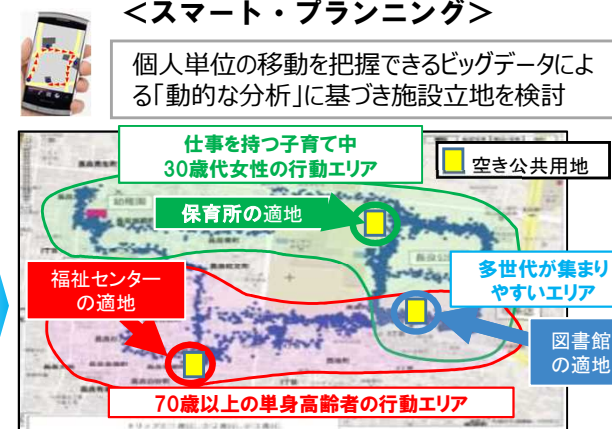 ＜スマート・プランニング＞
個人単位の移動を把握できるビッグデータによ
る「動的な分析」に基づき施設立地を検討
仕事を持つ子育て中
30歳代女性の行動エリア
空き公共用地
保育所の適地
福祉センター
の適地
多世代が集まり
やすいエリア
図書館
の適地
70歳以上の単身高齢者の行動エリア